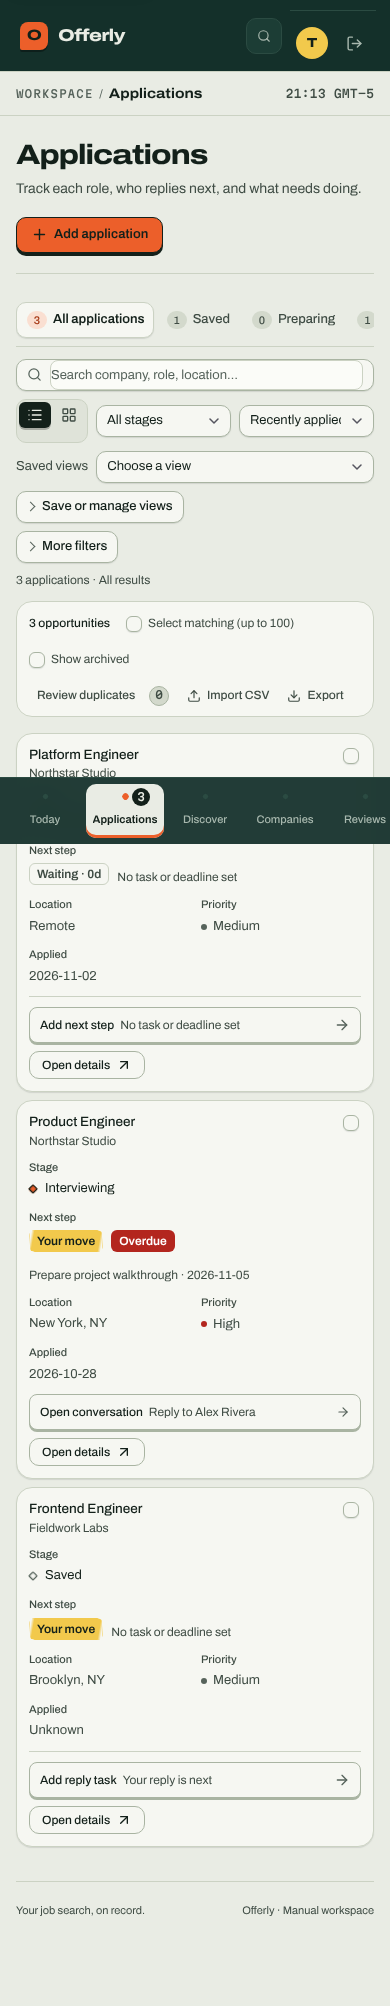 O Offerly
T
WORKSPACE / Applications 21:13 GMT−5
Applications
Track each role, who replies next, and what needs doing.
+ Add application
3 All applications 1 Saved 0 Preparing 1
Search company, role, location...
All stages Recently applied
Saved views Choose a view
Save or manage views
More filters
3 applications · All results
3 opportunities Select matching (up to 100)
Show archived
Review duplicates 0 Import CSV Export
Platform Engineer
Northstar Studio
3
Today Applications Discover Companies Reviews
Next step
Waiting · 0d No task or deadline set
Location Priority
Remote Medium
Applied
2026-11-02
Add next step No task or deadline set
Open details
Product Engineer
Northstar Studio
Stage
Interviewing
Next step
Your move Overdue
Prepare project walkthrough · 2026-11-05
Location Priority
New York, NY High
Applied
2026-10-28
Open conversation Reply to Alex Rivera
Open details
Frontend Engineer
Fieldwork Labs
Stage
Saved
Next step
Your move No task or deadline set
Location Priority
Brooklyn, NY Medium
Applied
Unknown
Add reply task Your reply is next
Open details
Your job search, on record. Offerly · Manual workspace